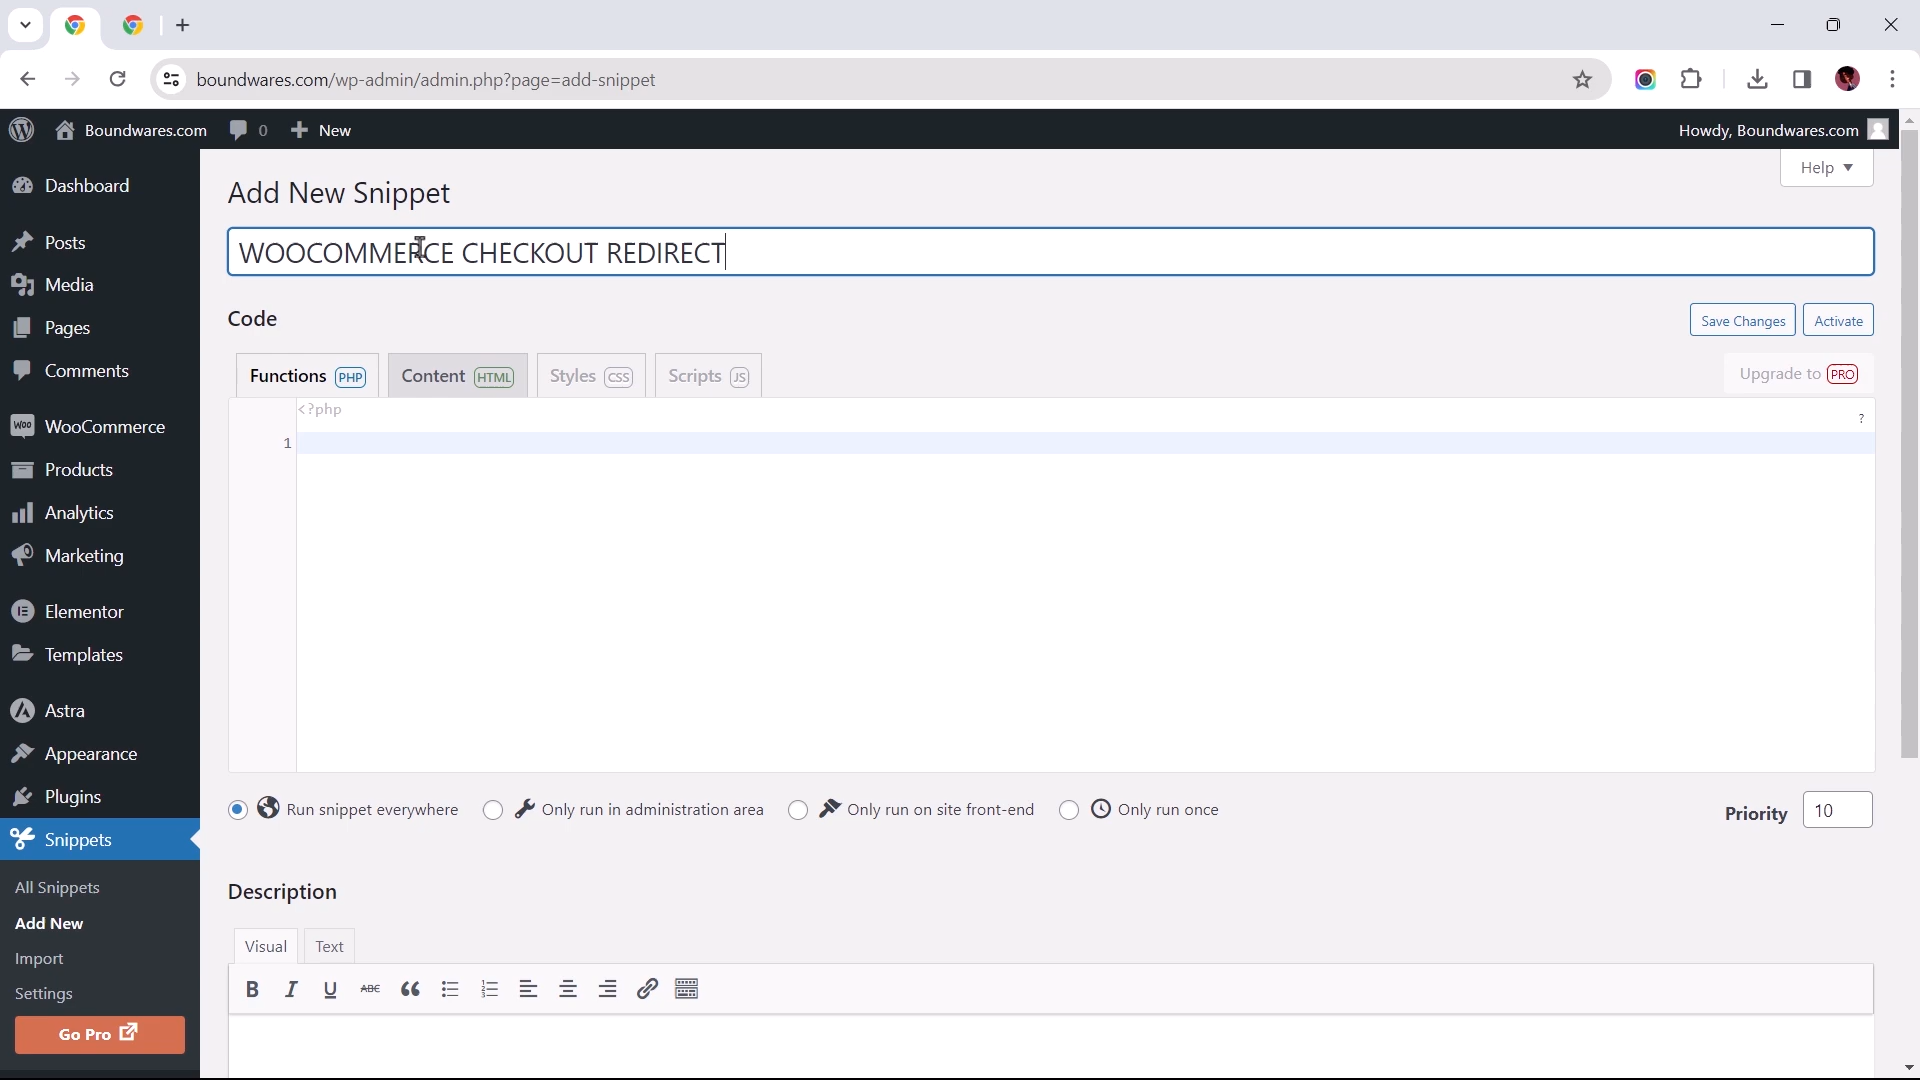 boundwares.com/wp-admin/admin.php?page=add-snippet
Boundwares.com 0 New Howdy, Boundwares.com
Help
Dashboard
Posts
Media
Pages
Comments
Woo WooCommerce
Products
Analytics
Marketing
Elementor
Templates
Astra
Appearance
Plugins
Snippets
All Snippets
Add New
Import
Settings
Go Pro
Add New Snippet
WOOCOMMERCE CHECKOUT REDIRECT
Code
Save Changes Activate
Functions PHP Content HTML Styles CSS Scripts JS
Upgrade to PRO
<?php
?
1
Run snippet everywhere Only run in administration area Only run on site front-end Only run once
Priority 10
Description
Visual Text
B I U ABC